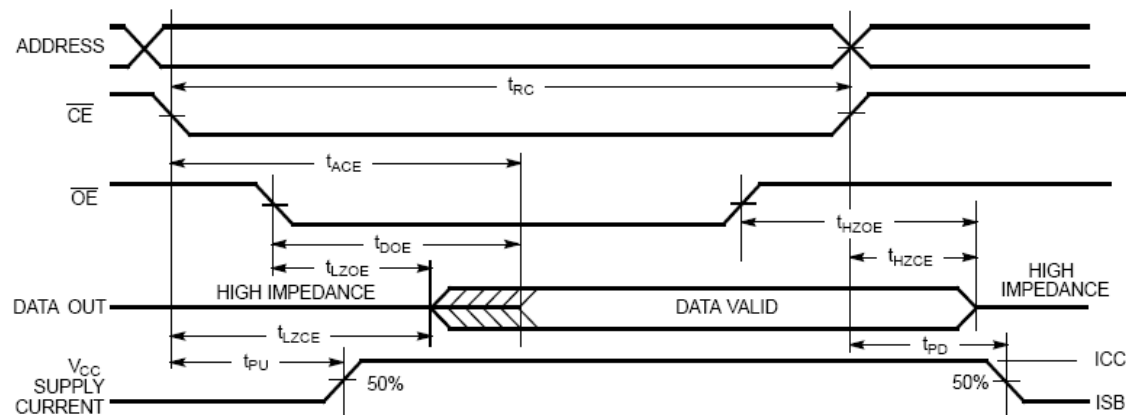 ADDRESS
tRC
CE
tACE
OE
tHZOE
tDOE
tLZOE
tHZCE
HIGH IMPEDANCE
HIGH
IMPEDANCE
DATA OUT
DATA VALID
tLZCE
tPD
tPU
VCC
SUPPLY
CURRENT
50%
50%
ICC
ISB